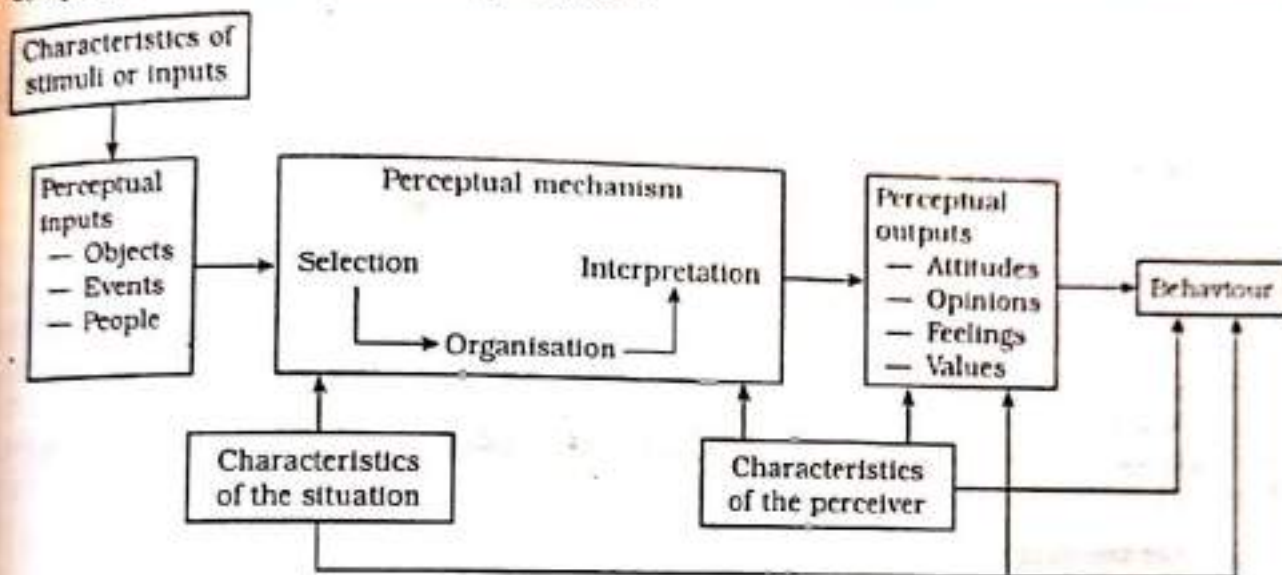 Characteristics of
stimuli or inputs
Perceptual
inputs
— Objects
— Events
— People
Perceptual mechanism
Selection
Interpretation
Organisation
Perceptual
outputs
— Attitudes
— Opinions
— Feelings
— Values
Behaviour
Characteristics
of the situation
Characteristics
of the perceiver